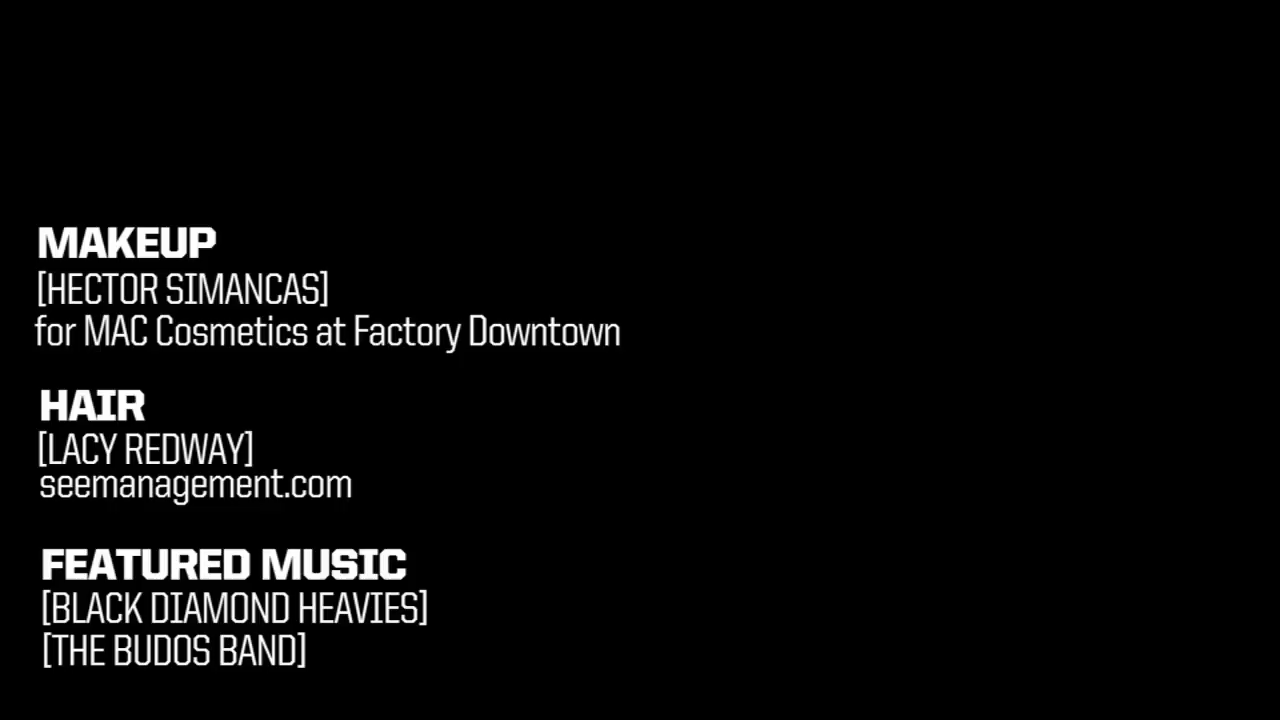 MAKEUP
[HECTOR SIMANCAS]
for MAC Cosmetics at Factory Downtown
HAIR
[LACY REDWAY]
seemanagement.com
FEATURED MUSIC
[BLACK DIAMOND HEAVIES]
[THE BUDOS BAND]